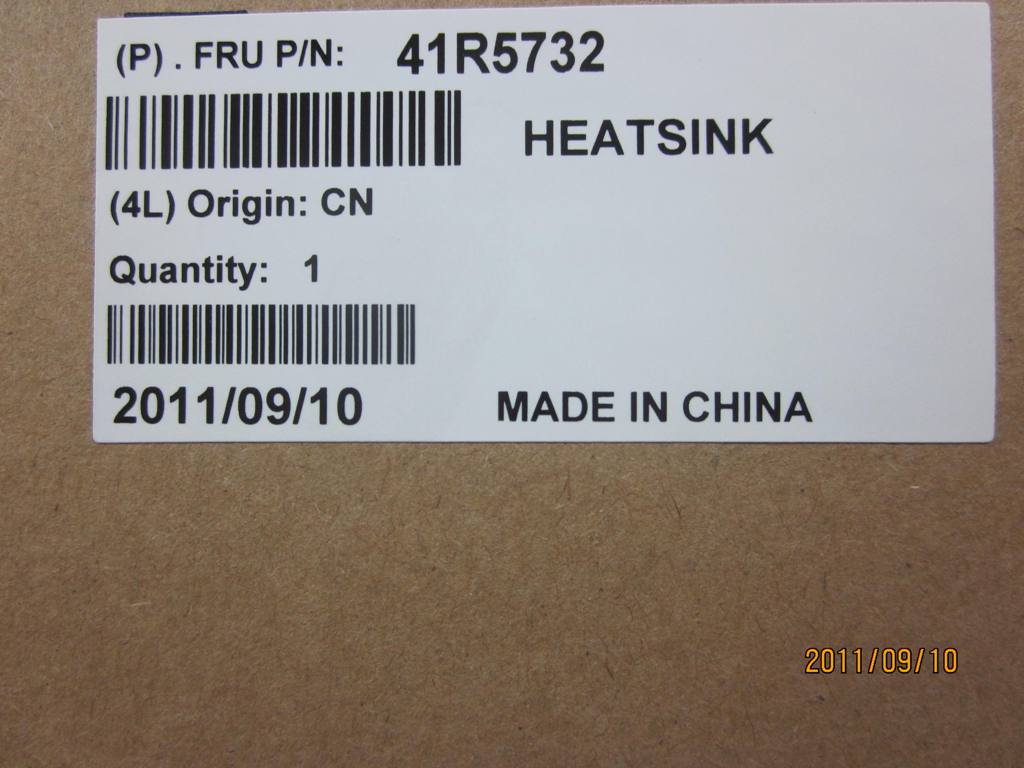 (P) . FRU P/N: 41R5732
HEATSINK
(4L) Origin: CN
Quantity: 1
2011/09/10 MADE IN CHINA
2011/09/10